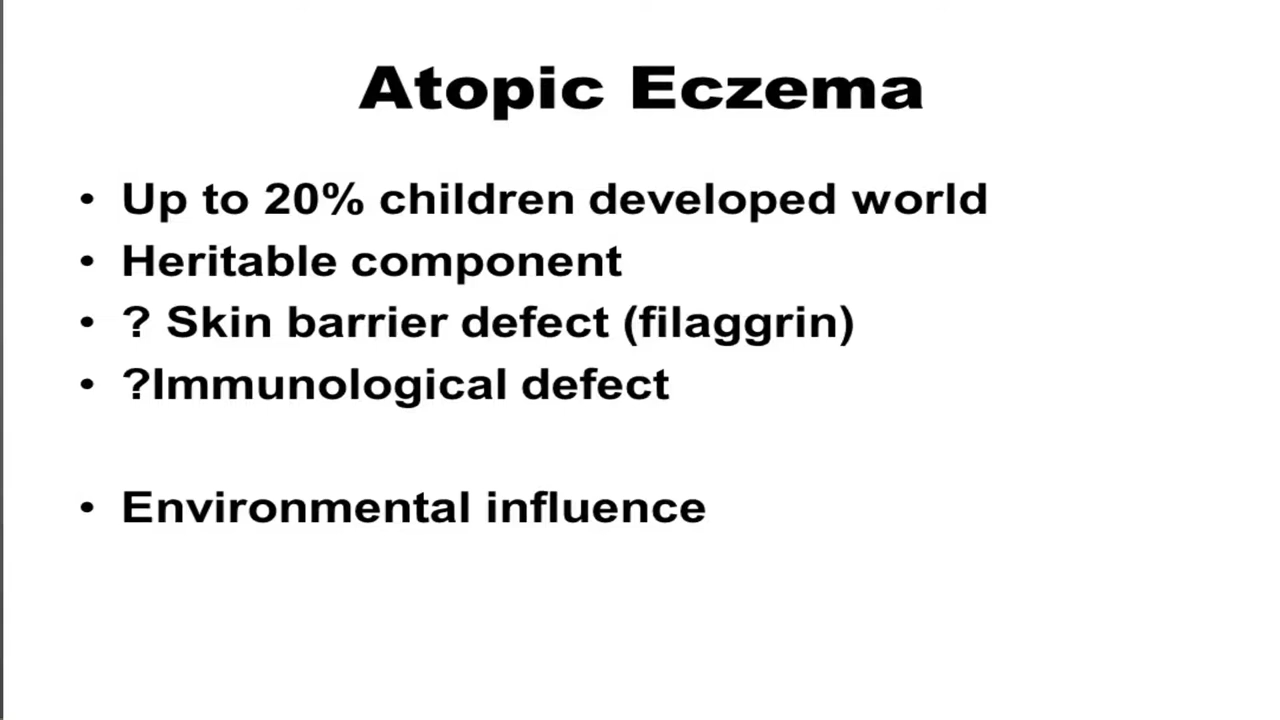 Atopic Eczema
• Up to 20% children developed world
• Heritable component
• ? Skin barrier defect (filaggrin)
• ?Immunological defect
• Environmental influence